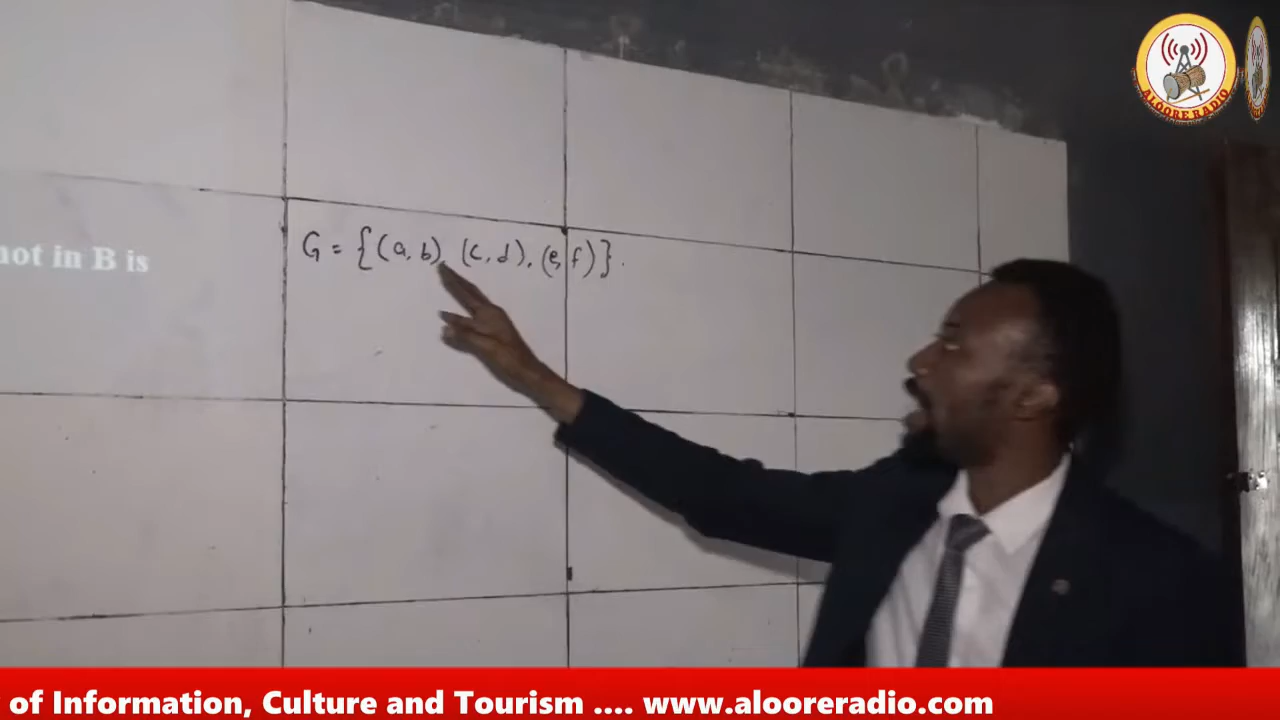 ALOORE RADIO
not in B is
G = {(a, b), (c, d), (e, f)}.
of Information, Culture and Tourism .... www.alooreradio.com